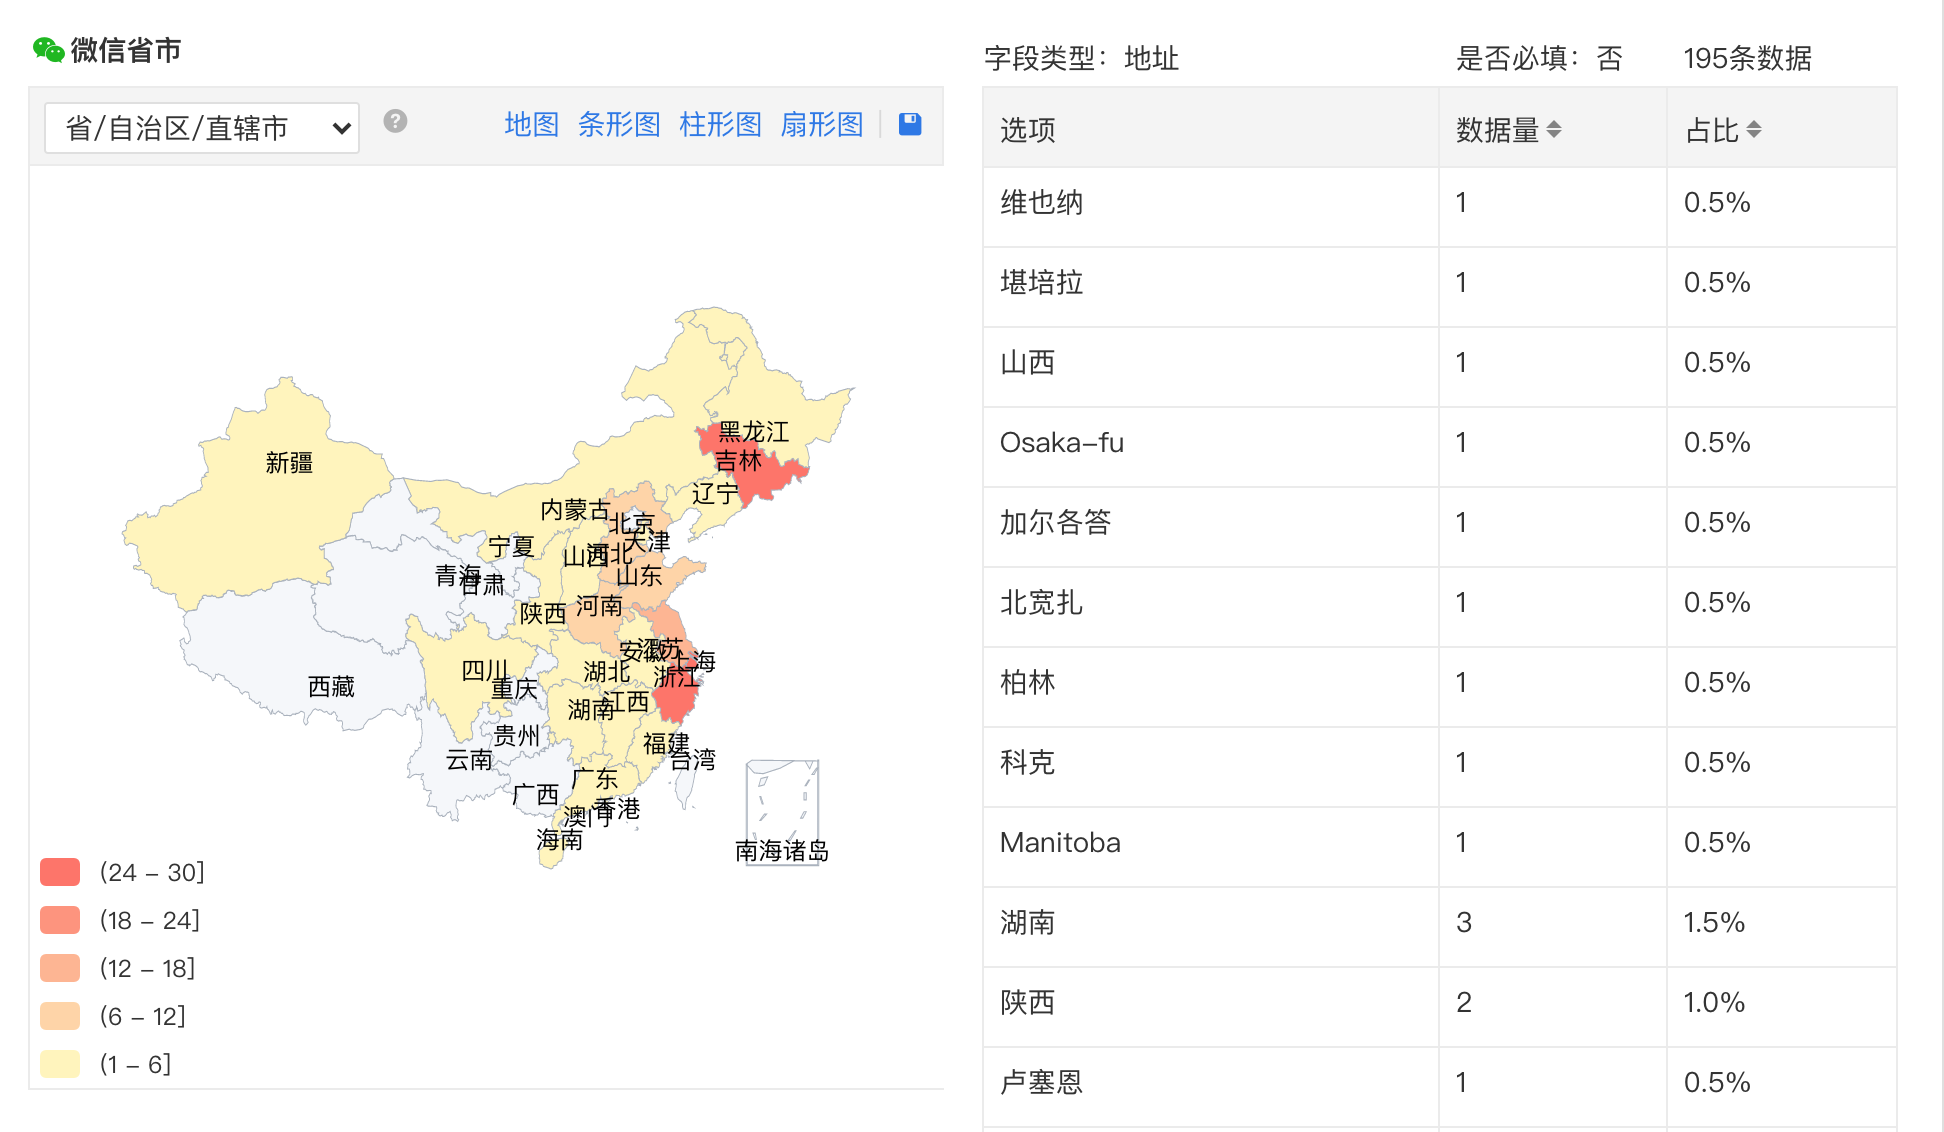 微信省市
字段类型：地址
是否必填：否
195条数据
省/自治区/直辖市
?
地图 条形图 柱形图 扇形图
选项 数据量 占比
维也纳 1 0.5%
堪培拉 1 0.5%
山西 1 0.5%
Osaka-fu 1 0.5%
加尔各答 1 0.5%
北宽扎 1 0.5%
柏林 1 0.5%
科克 1 0.5%
Manitoba 1 0.5%
湖南 3 1.5%
陕西 2 1.0%
卢塞恩 1 0.5%
黑龙江
吉林
新疆
辽宁
内蒙古
北京
天津
宁夏
山西
河北
青海
甘肃
山东
河南
陕西
江苏
安徽
上海
四川
湖北
浙江
西藏
重庆
江西
湖南
贵州
福建
云南
台湾
广东
广西
香港
澳门
海南
南海诸岛
(24 – 30]
(18 – 24]
(12 – 18]
(6 – 12]
(1 – 6]